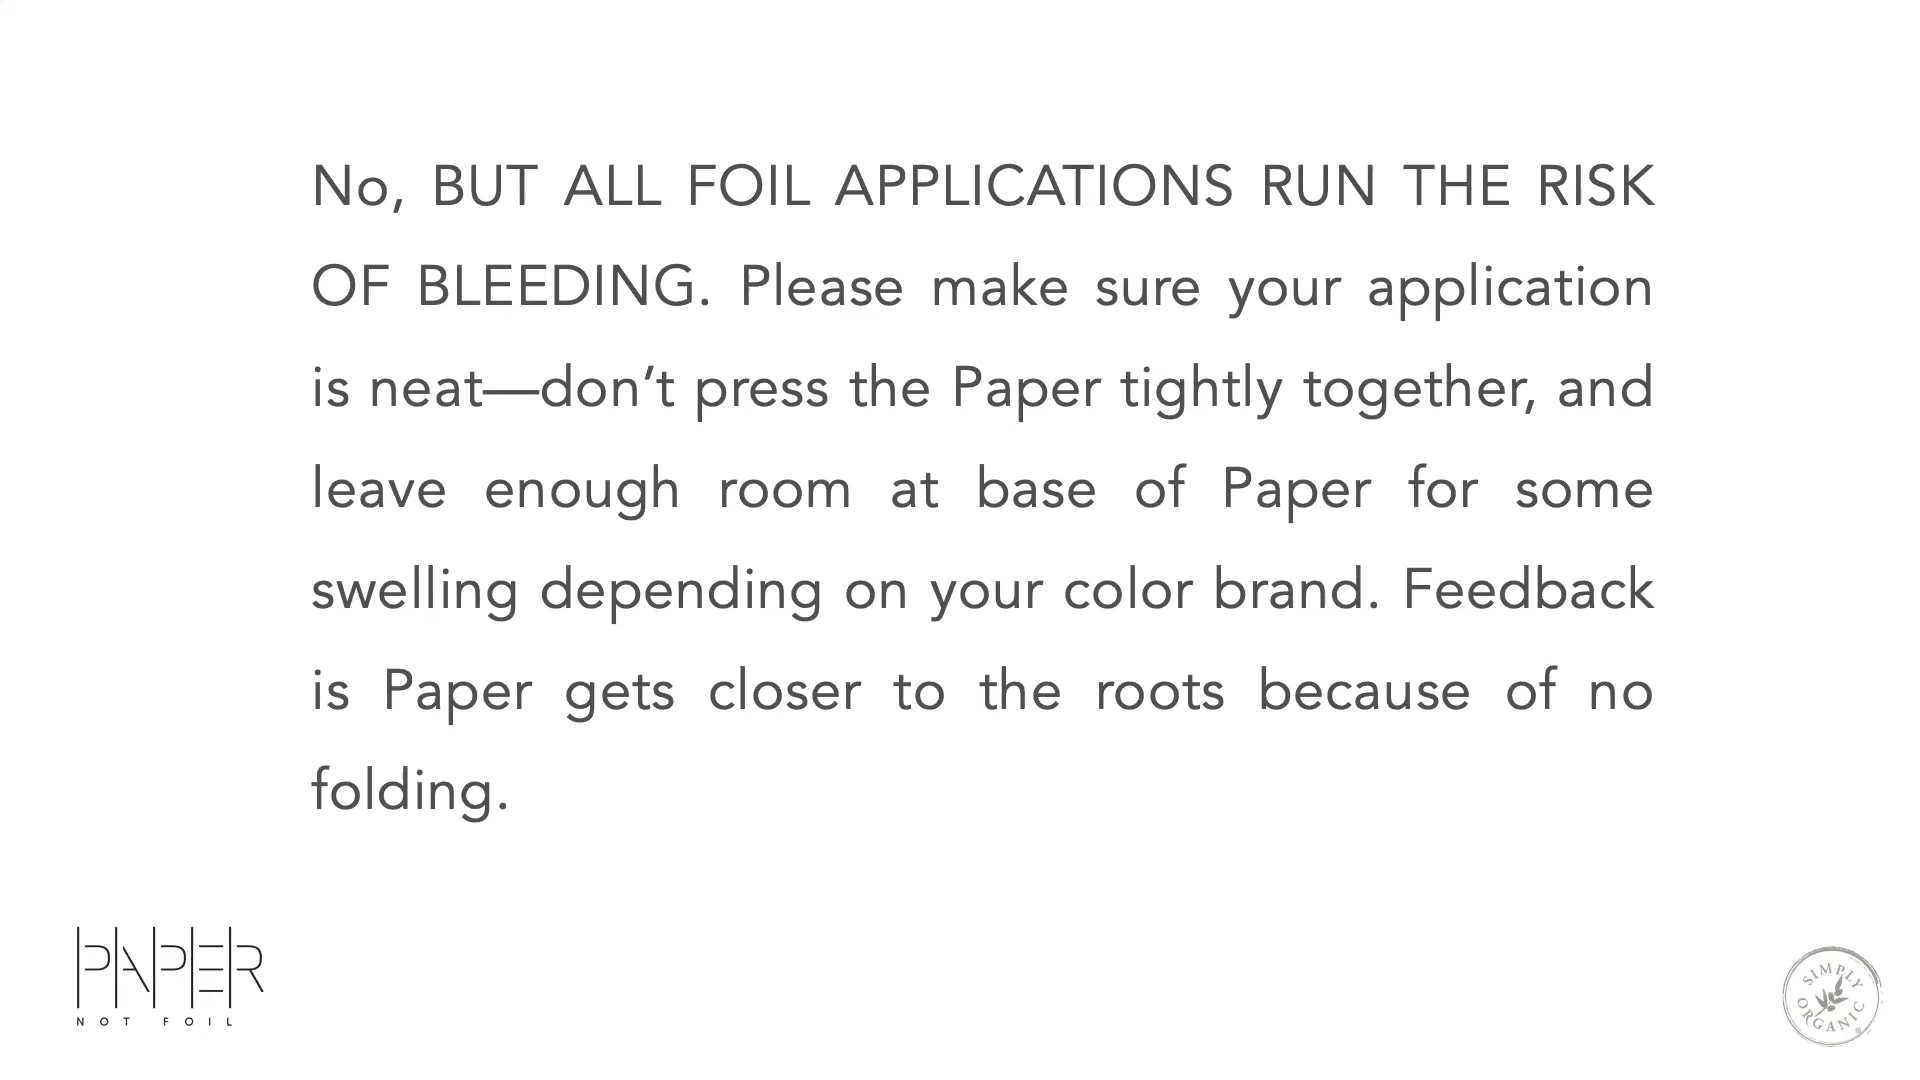 No, BUT ALL FOIL APPLICATIONS RUN THE RISK
OF BLEEDING. Please make sure your application
is neat—don’t press the Paper tightly together, and
leave enough room at base of Paper for some
swelling depending on your color brand. Feedback
is Paper gets closer to the roots because of no
folding.
PAPER
NOT FOIL
SIMPLY
ORGANIC
®